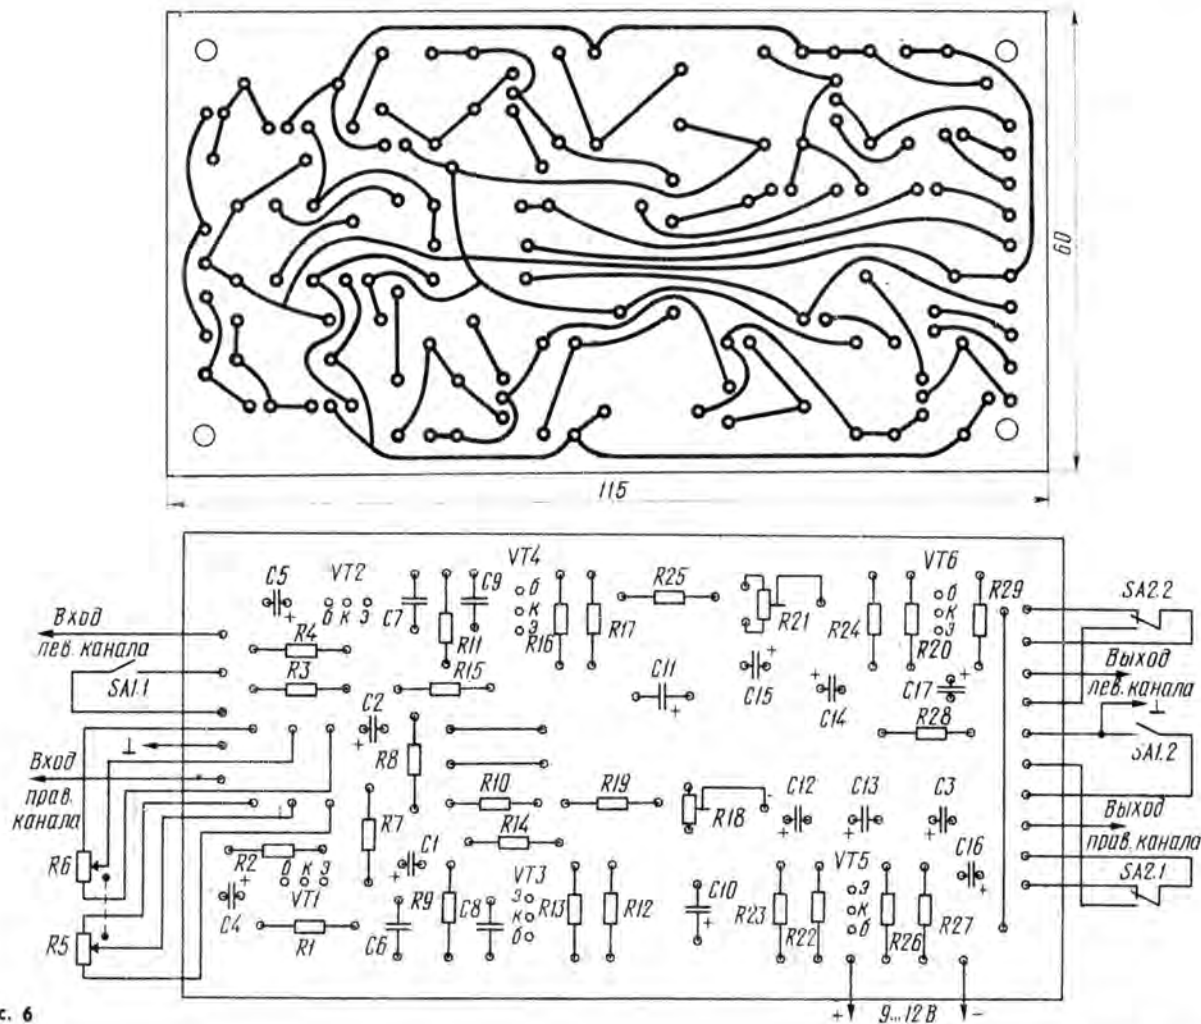 60
115
C5
VT2
б к э
C7
R11
C9
VT4
б
к
э
R16
R17
R25
R21
R24
VT6
б
к
э
R20
R29
SA2.2
Вход
лев. канала
SA1.1
R4
R3
R15
C2
+
R8
C11
+
C15
+
C14
+
C17
+
R28
Выход
лев. канала
⊥
SA1.2
⊥
Вход
прав.
канала
R6
R5
R7
R10
R19
R14
R18
C12
+
C13
+
C3
+
C16
+
Выход
прав. канала
SA2.1
R2
б к э
VT1
C4
+
R1
C1
+
C6
R9
C8
VT3
э
к
б
R13
R12
C10
+
R23
R22
VT5
э
к
б
R26
R27
+ 9...12 В -
с. 6